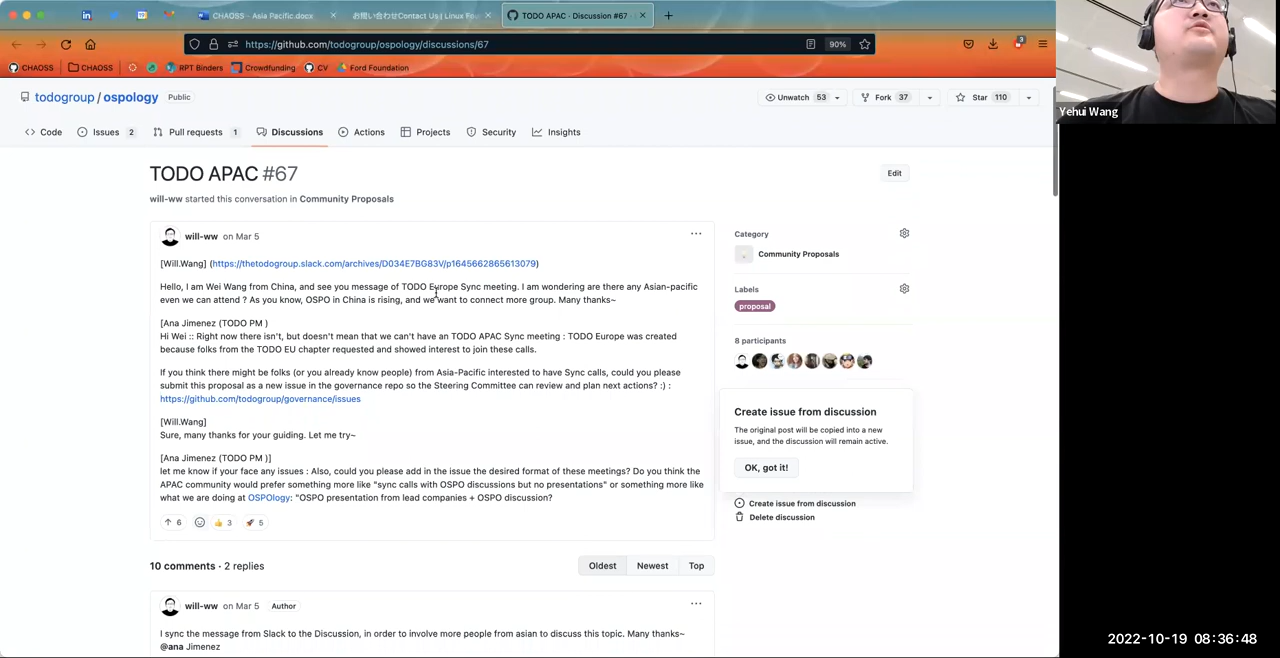 CHAOSS – Asia Pacific.docx
お問い合わせContact Us | Linux Fou
TODO APAC · Discussion #67 ·
https://github.com/todogroup/ospology/discussions/67
90%
3
CHAOSS
CHAOSS
RPT Binders
Crowdfunding
CV
Ford Foundation
Yehui Wang
todogroup / ospology
Public
Unwatch 53
Fork 37
Star 110
Code
Issues 2
Pull requests 1
Discussions
Actions
Projects
Security
Insights
TODO APAC #67
Edit
will-ww started this conversation in Community Proposals
will-ww on Mar 5
[Will.Wang] (https://thetodogroup.slack.com/archives/D034E7BG83V/p1645662865613079)
Hello, I am Wei Wang from China, and see you message of TODO Europe Sync meeting. I am wondering are there any Asian-pacific
even we can attend ? As you know, OSPO in China is rising, and we want to connect more group. Many thanks~
[Ana Jimenez (TODO PM )
Hi Wei :: Right now there isn't, but doesn't mean that we can't have an TODO APAC Sync meeting : TODO Europe was created
because folks from the TODO EU chapter requested and showed interest to join these calls.
If you think there might be folks (or you already know people) from Asia-Pacific interested to have Sync calls, could you please
submit this proposal as a new issue in the governance repo so the Steering Committee can review and plan next actions? :) :
https://github.com/todogroup/governance/issues
[Will.Wang]
Sure, many thanks for your guiding. Let me try~
[Ana Jimenez (TODO PM )]
let me know if your face any issues : Also, could you please add in the issue the desired format of these meetings? Do you think the
APAC community would prefer something more like "sync calls with OSPO discussions but no presentations" or something more like
what we are doing at OSPOlogy: "OSPO presentation from lead companies + OSPO discussion?
6
3
5
Category
Community Proposals
Labels
proposal
8 participants
Create issue from discussion
The original post will be copied into a new
issue, and the discussion will remain active.
OK, got it!
Create issue from discussion
Delete discussion
10 comments · 2 replies
Oldest
Newest
Top
will-ww on Mar 5
Author
I sync the message from Slack to the Discussion, in order to involve more people from asian to discuss this topic. Many thanks~
@ana Jimenez
2022-10-19 08:36:48